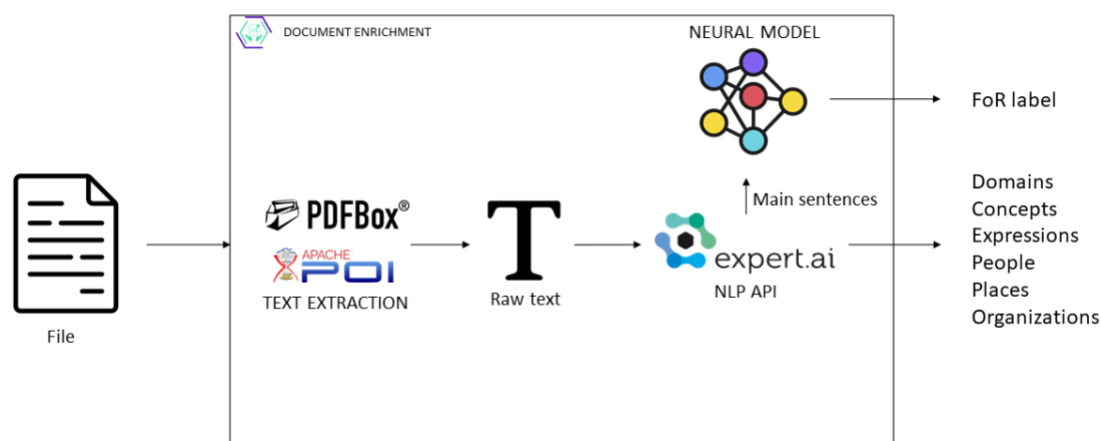 DOCUMENT ENRICHMENT
NEURAL MODEL
FoR label
File
PDFBox®
APACHE
POI
TEXT EXTRACTION
T
Raw text
Main sentences
expert.ai
NLP API
Domains
Concepts
Expressions
People
Places
Organizations